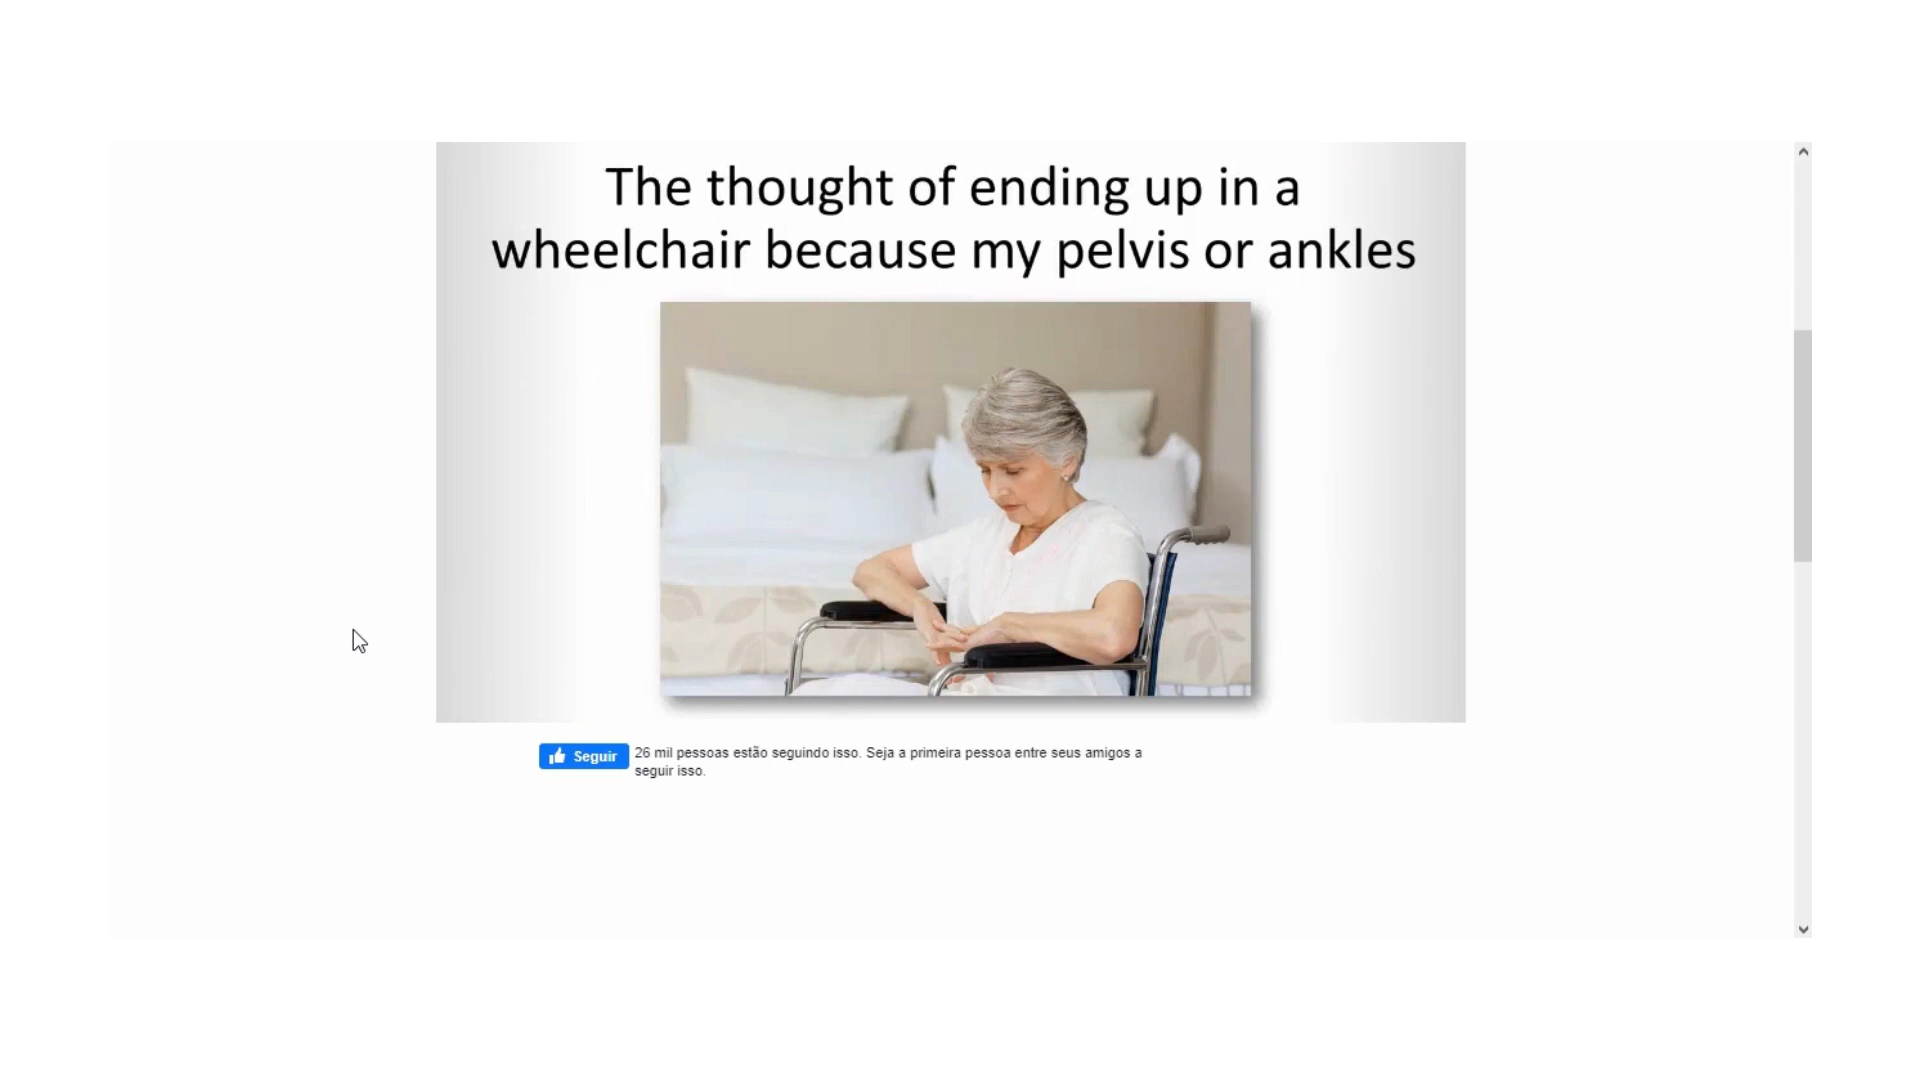 The thought of ending up in a
wheelchair because my pelvis or ankles
Seguir
26 mil pessoas estão seguindo isso. Seja a primeira pessoa entre seus amigos a
seguir isso.